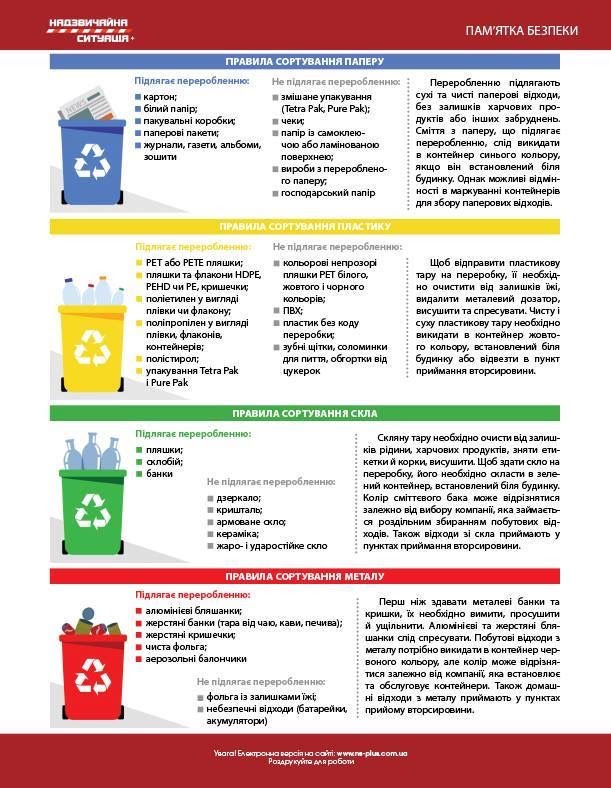 НАДЗВИЧАЙНА
СИТУАЦІЯ+
ПАМ'ЯТКА БЕЗПЕКИ
ПРАВИЛА СОРТУВАННЯ ПАПЕРУ
Підлягає переробленню:
картон;
білий папір;
пакувальні коробки;
паперові пакети;
журнали, газети, альбоми,
зошити
Не підлягає переробленню:
змішане упакування
(Tetra Pak, Pure Pak);
чеки;
папір із самоклею-
чою або ламінованою
поверхнею;
вироби з перероблено-
го паперу;
господарський папір
Переробленню підлягають
сухі та чисті паперові відходи,
без залишків харчових про-
дуктів або інших забруднень.
Сміття з паперу, що підлягає
переробленню, слід викидати
в контейнер синього кольору,
якщо він встановлений біля
будинку. Однак можливі відмін-
ності в маркуванні контейнерів
для збору паперових відходів.
NEWS
ПРАВИЛА СОРТУВАННЯ ПЛАСТИКУ
Підлягає переробленню:
PET або PETE пляшки;
пляшки та флакони HDPE,
PEHD чи PE, кришечки;
поліетилен у вигляді
плівки чи флакону;
поліпропілен у вигляді
плівки, флаконів,
контейнерів;
полістирол;
упакування Tetra Pak
і Pure Pak
Не підлягає переробленню:
кольорові непрозорі
пляшки PET білого,
жовтого і чорного
кольорів;
ПВХ;
пластик без коду
переробки;
зубні щітки, соломинки
для пиття, обгортки від
цукерок
Щоб відправити пластикову
тару на переробку, її необхід-
но очистити від залишків їжі,
видалити металевий дозатор,
висушити та спресувати. Чисту і
суху пластикову тару необхідно
викидати в контейнер жовто-
го кольору, встановлений біля
будинку або відвезти в пункт
приймання вторсировини.
ПРАВИЛА СОРТУВАННЯ СКЛА
Підлягає переробленню:
пляшки;
склобій;
банки
Не підлягає переробленню:
дзеркало;
кришталь;
армоване скло;
кераміка;
жаро- і ударостійке скло
Скляну тару необхідно очисти від залиш-
ків рідини, харчових продуктів, зняти ети-
кетки й корки, висушити. Щоб здати скло на
переробку, його необхідно скласти в зеле-
ний контейнер, встановлений біля будинку.
Колір сміттєвого бака може відрізнятися
залежно від вибору компанії, яка займаєть-
ся роздільним збиранням побутових від-
ходів. Також відходи зі скла приймають у
пунктах приймання вторсировини.
ПРАВИЛА СОРТУВАННЯ МЕТАЛУ
Підлягає переробленню:
алюмінієві бляшанки;
жерстяні банки (тара від чаю, кави, печива);
жерстяні кришечки;
чиста фольга;
аерозольні балончики
Не підлягає переробленню:
фольга із залишками їжі;
небезпечні відходи (батарейки,
акумулятори)
Перш ніж здавати металеві банки та
кришки, їх необхідно вимити, просушити
й ущільнити. Алюмінієві та жерстяні бля-
шанки слід спресувати. Побутові відходи з
металу потрібно викидати в контейнер чер-
воного кольору, але колір може відрізня-
тися залежно від компанії, яка встановлює
та обслуговує контейнери. Також домаш-
ні відходи з металу приймають у пунктах
прийому вторсировини.
Увага! Електронна версія на сайті: www.ns-plus.com.ua
Роздрукуйте для роботи